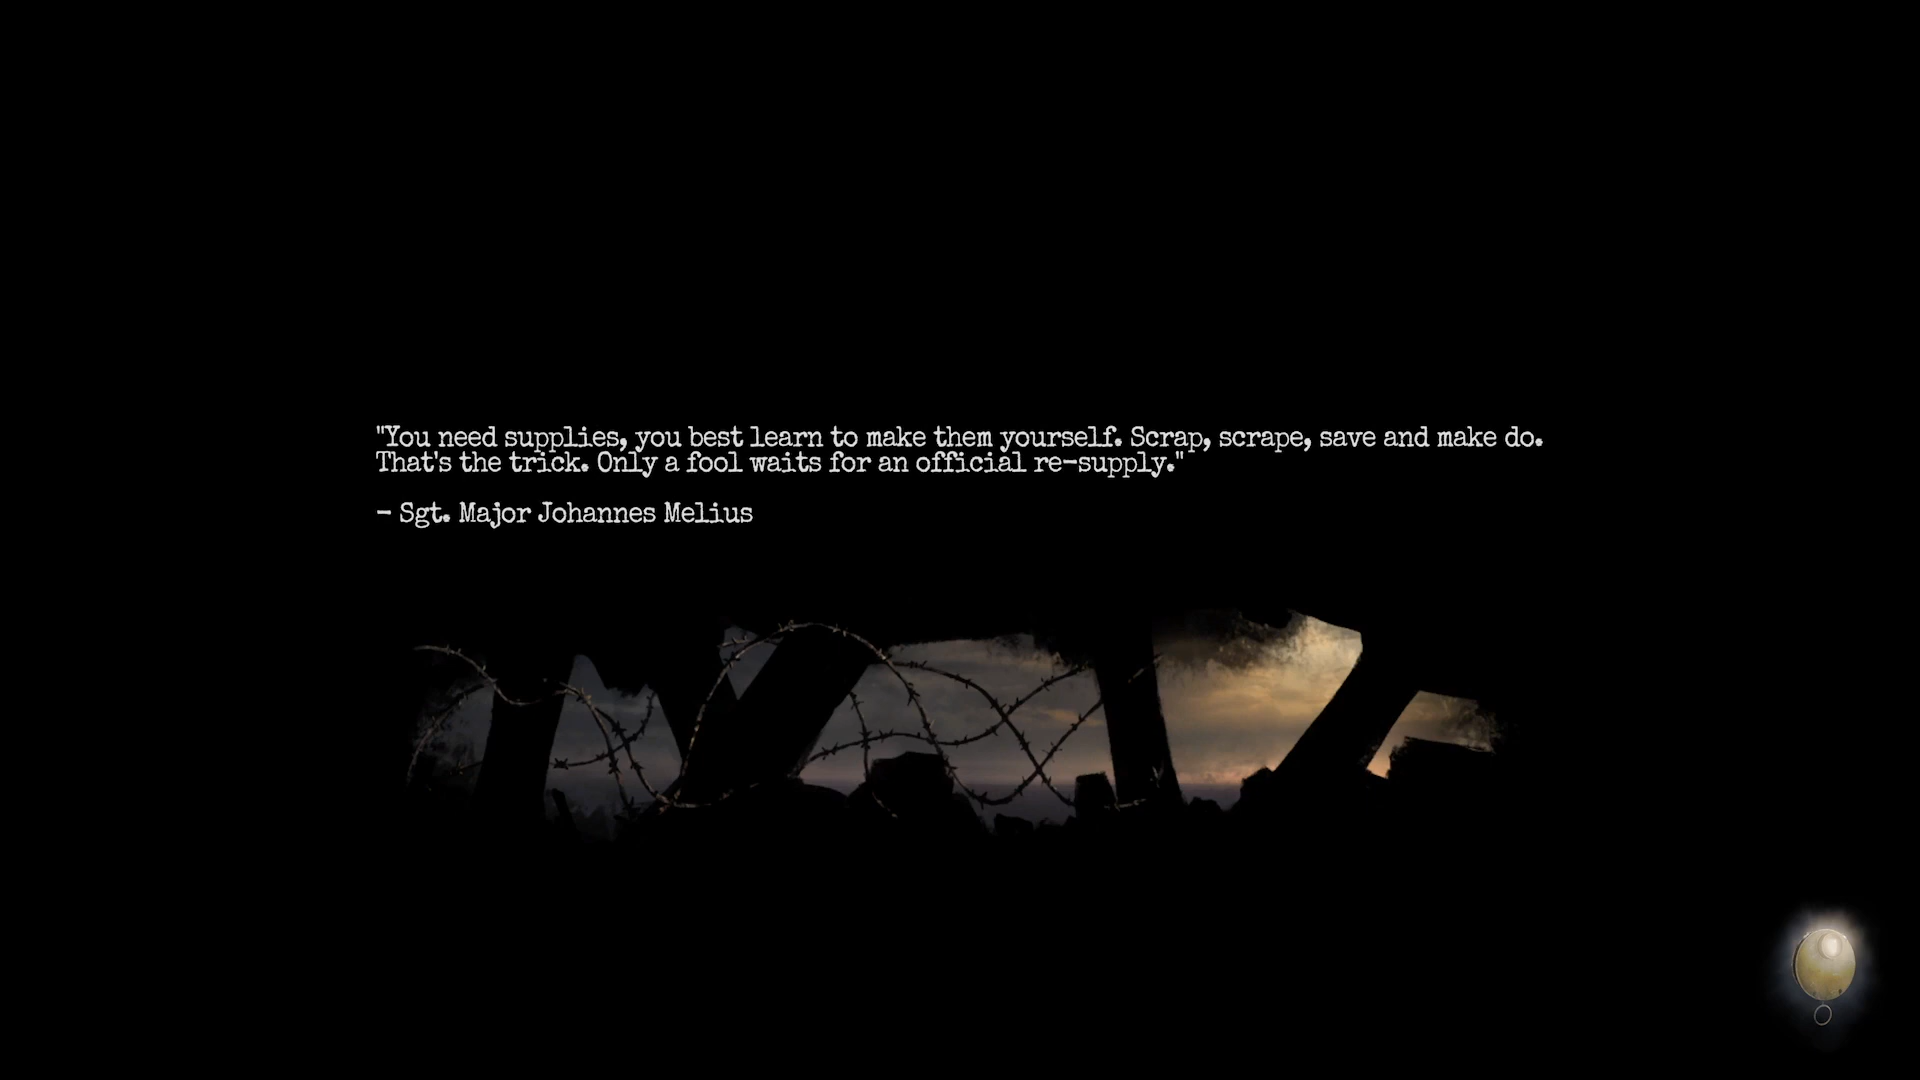 "You need supplies, you best learn to make them yourself. Scrap, scrape, save and make do.
That's the trick. Only a fool waits for an official re-supply."
- Sgt. Major Johannes Melius